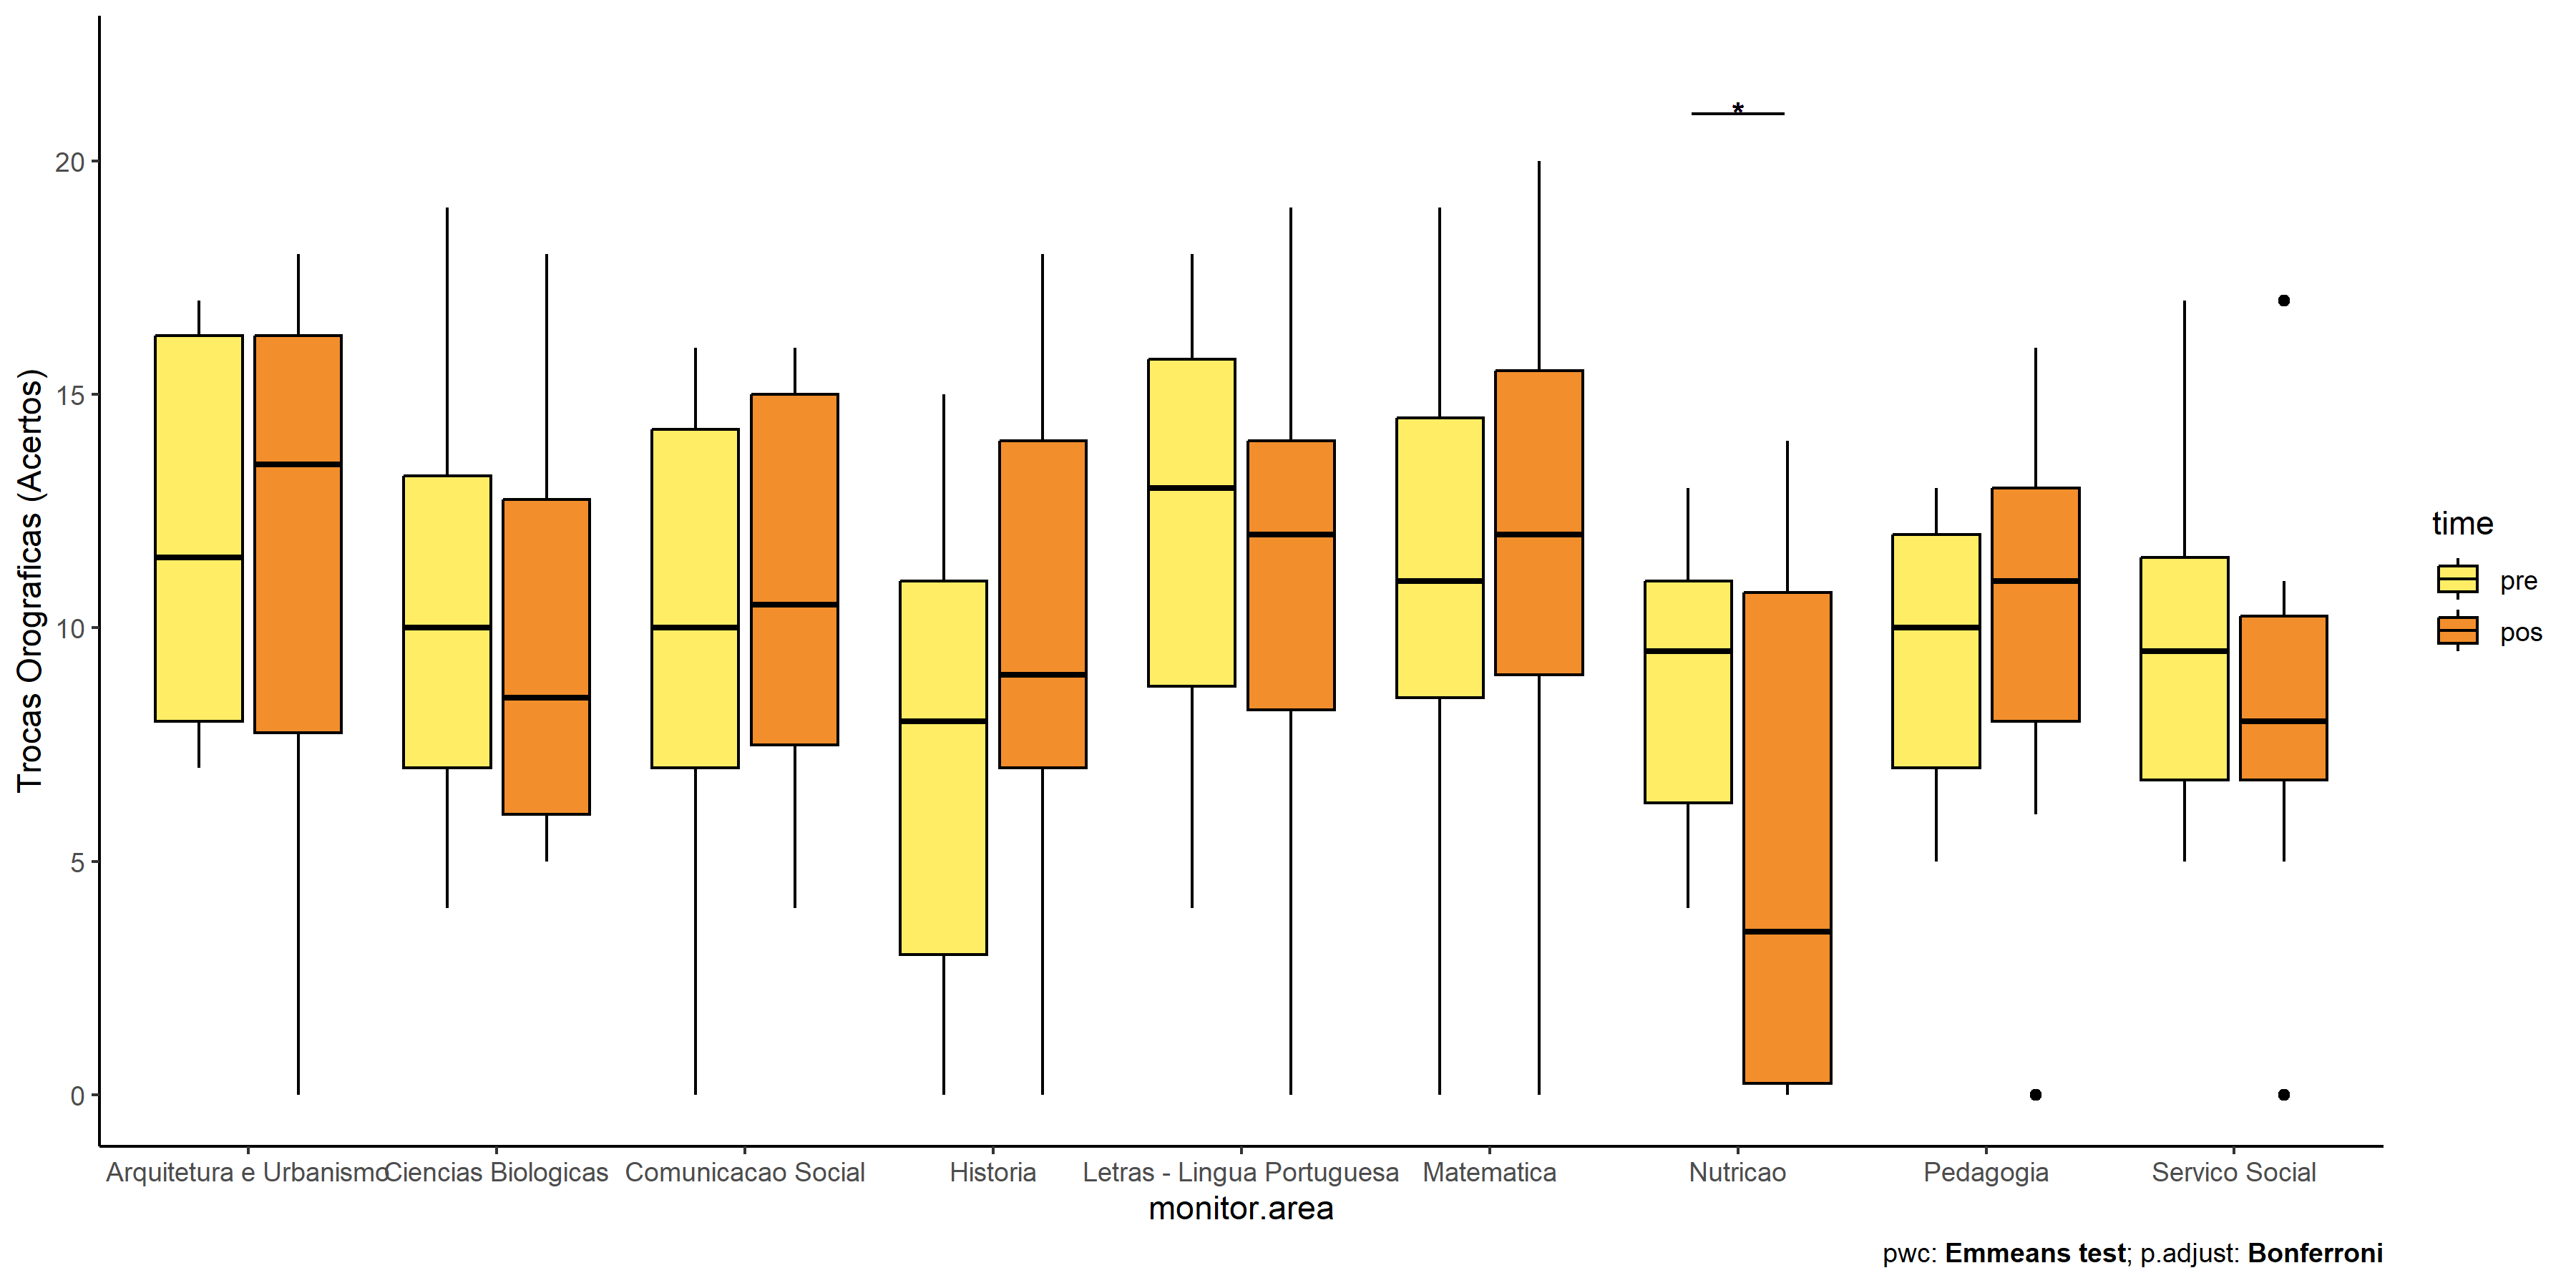 *
20
15
10
5
0
Trocas Orograficas (Acertos)
Arquitetura e Urbanismo
Ciencias Biologicas
Comunicacao Social
Historia
Letras - Lingua Portuguesa
Matematica
Nutricao
Pedagogia
Servico Social
monitor.area
time
pre
pos
pwc: Emmeans test; p.adjust: Bonferroni